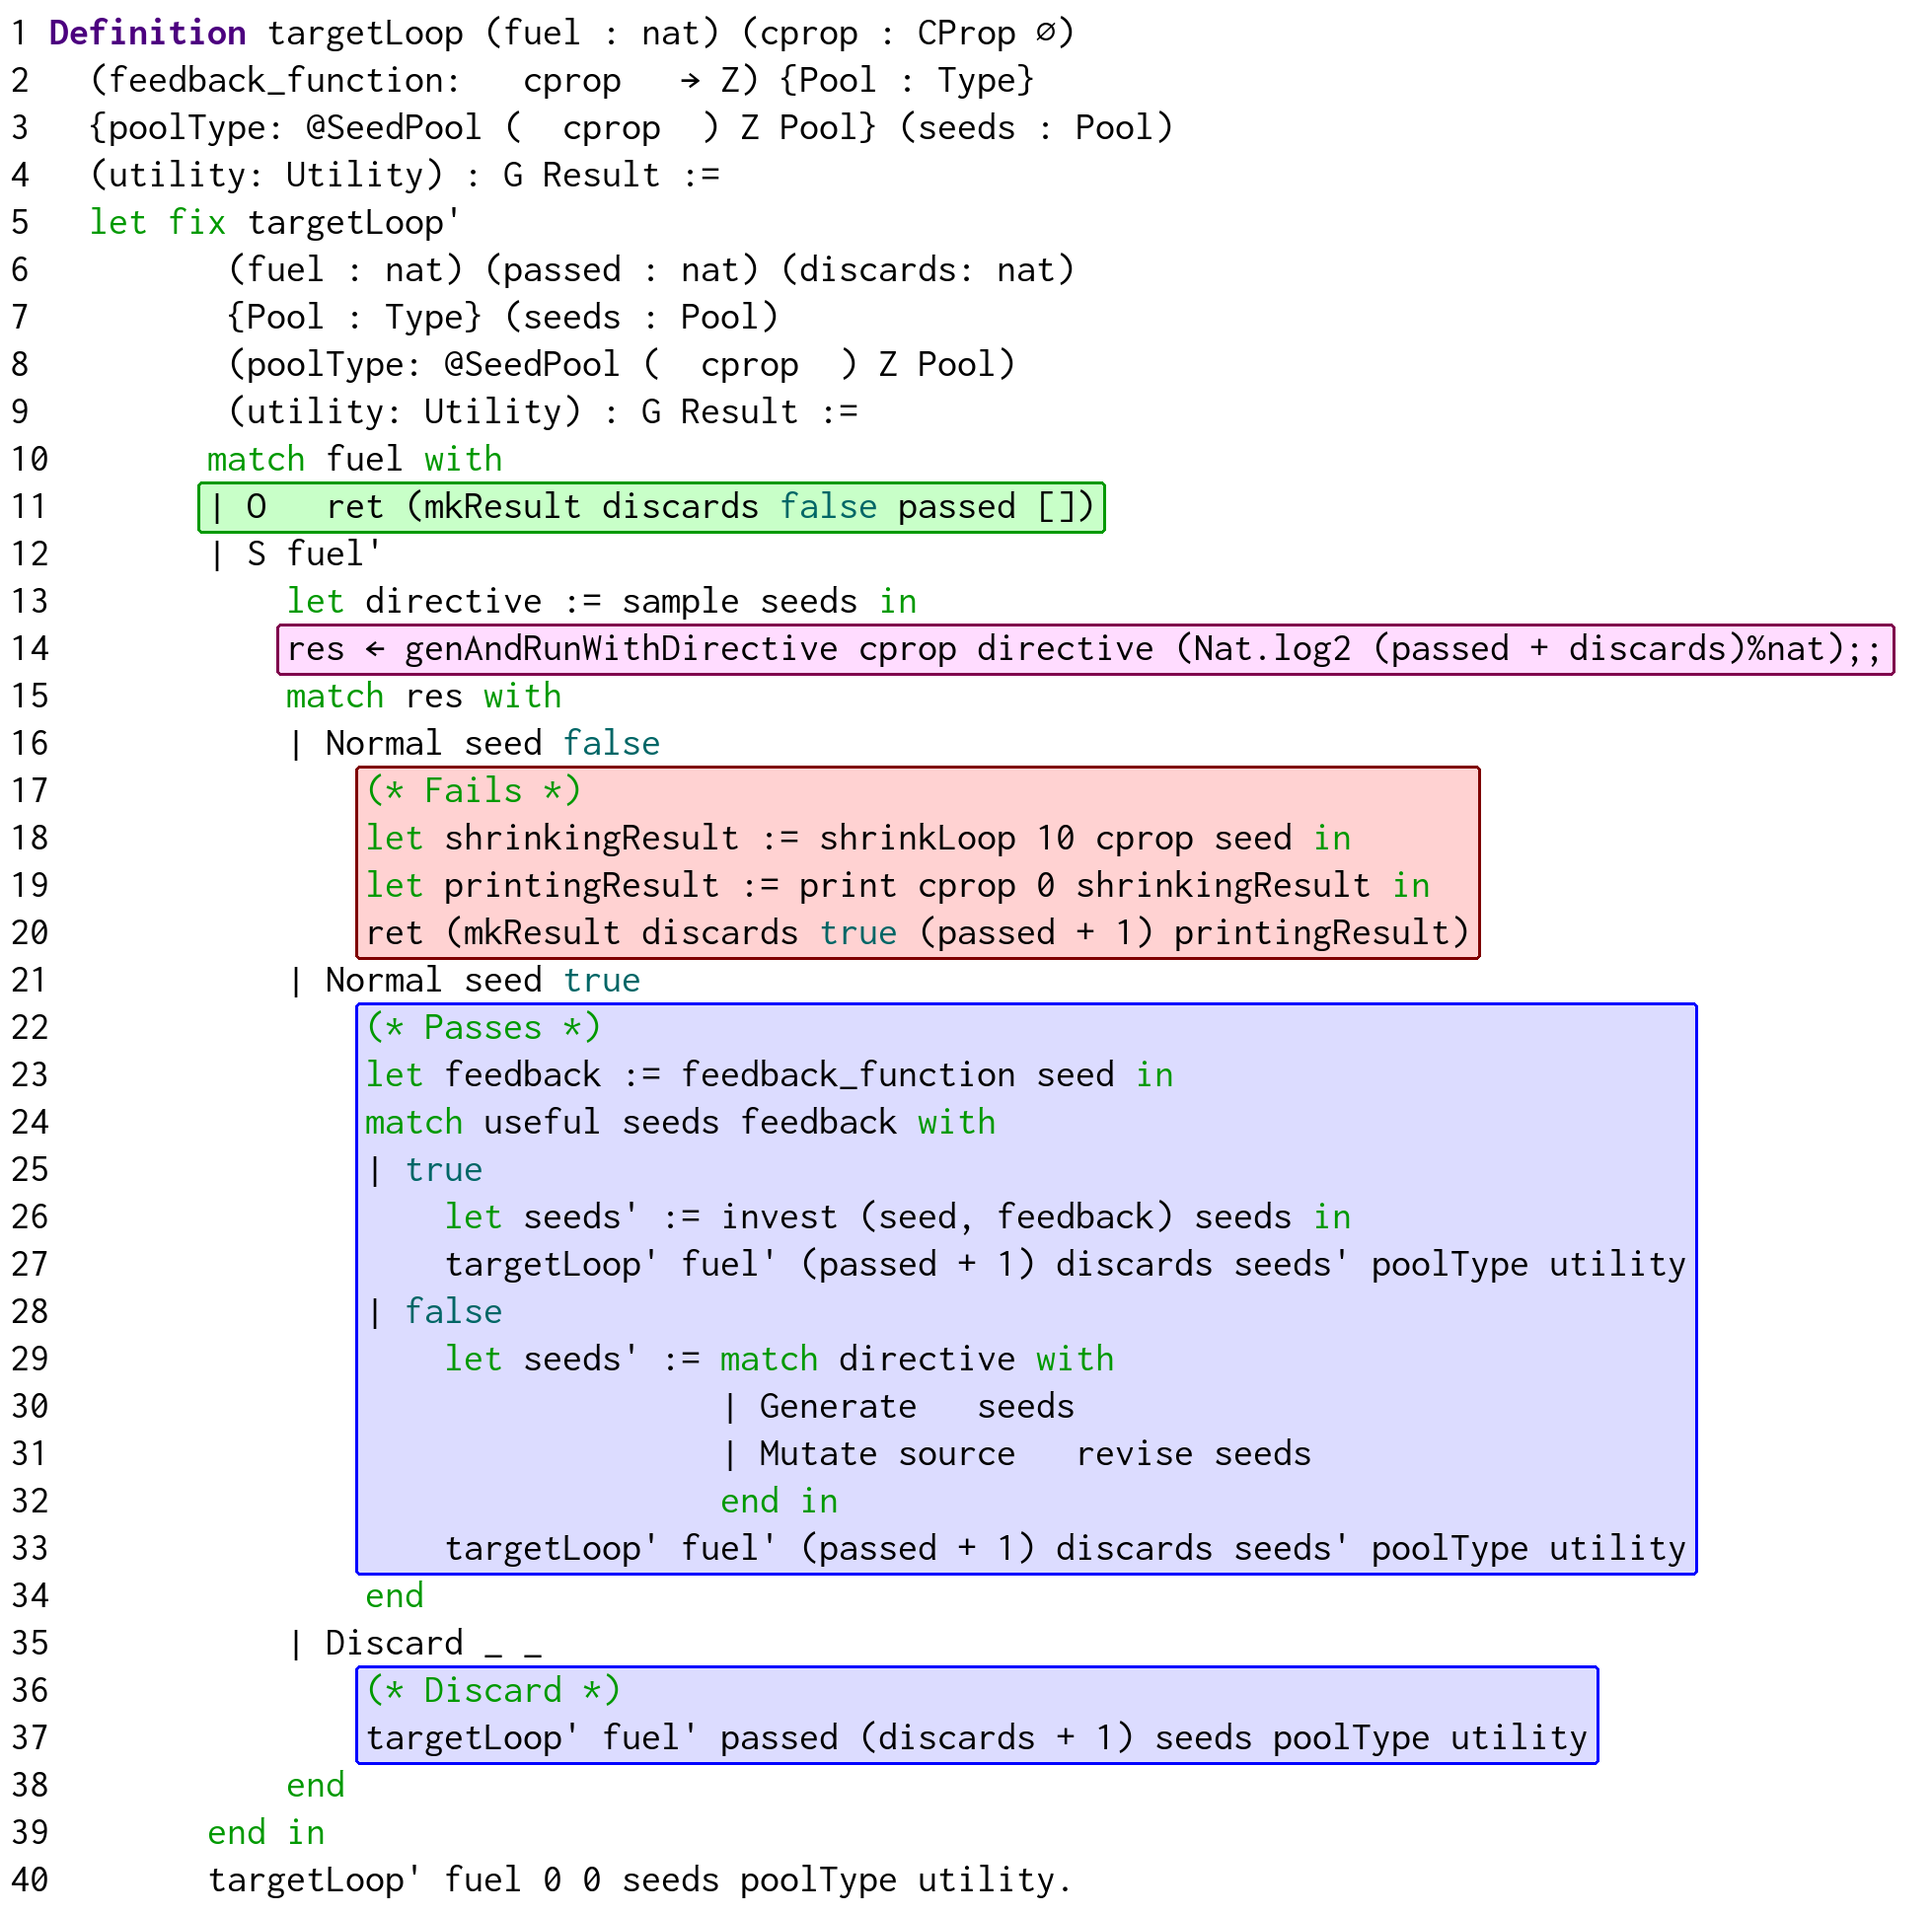 1 Definition targetLoop (fuel : nat) (cprop : CProp ∅)
2   (feedback_function:   cprop   → Z) {Pool : Type}
3   {poolType: @SeedPool (  cprop  ) Z Pool} (seeds : Pool)
4   (utility: Utility) : G Result :=
5   let fix targetLoop'
6          (fuel : nat) (passed : nat) (discards: nat)
7          {Pool : Type} (seeds : Pool)
8          (poolType: @SeedPool (  cprop  ) Z Pool)
9          (utility: Utility) : G Result :=
10        match fuel with
11        | O   ret (mkResult discards false passed [])
12        | S fuel'
13            let directive := sample seeds in
14            res ← genAndRunWithDirective cprop directive (Nat.log2 (passed + discards)%nat);;
15            match res with
16            | Normal seed false
17                (* Fails *)
18                let shrinkingResult := shrinkLoop 10 cprop seed in
19                let printingResult := print cprop 0 shrinkingResult in
20                ret (mkResult discards true (passed + 1) printingResult)
21            | Normal seed true
22                (* Passes *)
23                let feedback := feedback_function seed in
24                match useful seeds feedback with
25                | true
26                    let seeds' := invest (seed, feedback) seeds in
27                    targetLoop' fuel' (passed + 1) discards seeds' poolType utility
28                | false
29                    let seeds' := match directive with
30                                  | Generate   seeds
31                                  | Mutate source   revise seeds
32                                  end in
33                    targetLoop' fuel' (passed + 1) discards seeds' poolType utility
34                end
35            | Discard _ _
36                (* Discard *)
37                targetLoop' fuel' passed (discards + 1) seeds poolType utility
38            end
39        end in
40        targetLoop' fuel 0 0 seeds poolType utility.